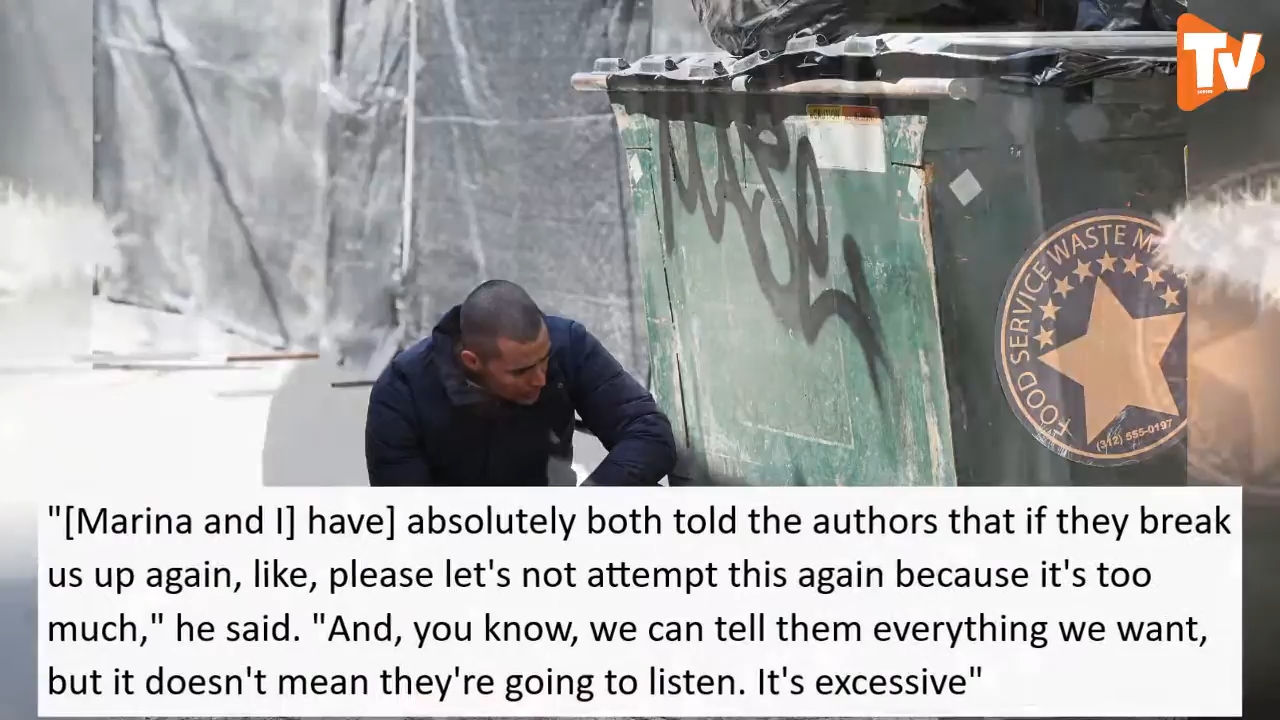 TV
FOOD SERVICE WASTE MA
(312) 555-0197
"[Marina and I] have] absolutely both told the authors that if they break
us up again, like, please let's not attempt this again because it's too
much," he said. "And, you know, we can tell them everything we want,
but it doesn't mean they're going to listen. It's excessive"